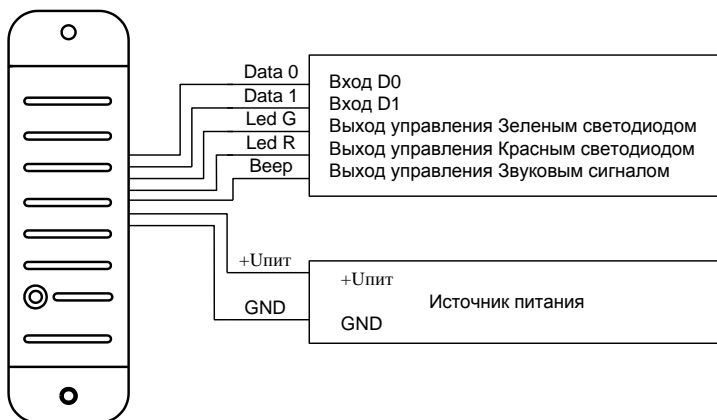 Data 0
Вход D0
Data 1
Вход D1
Led G
Выход управления Зеленым светодиодом
Led R
Выход управления Красным светодиодом
Beep
Выход управления Звуковым сигналом
+Uпит
+Uпит
Источник питания
GND
GND